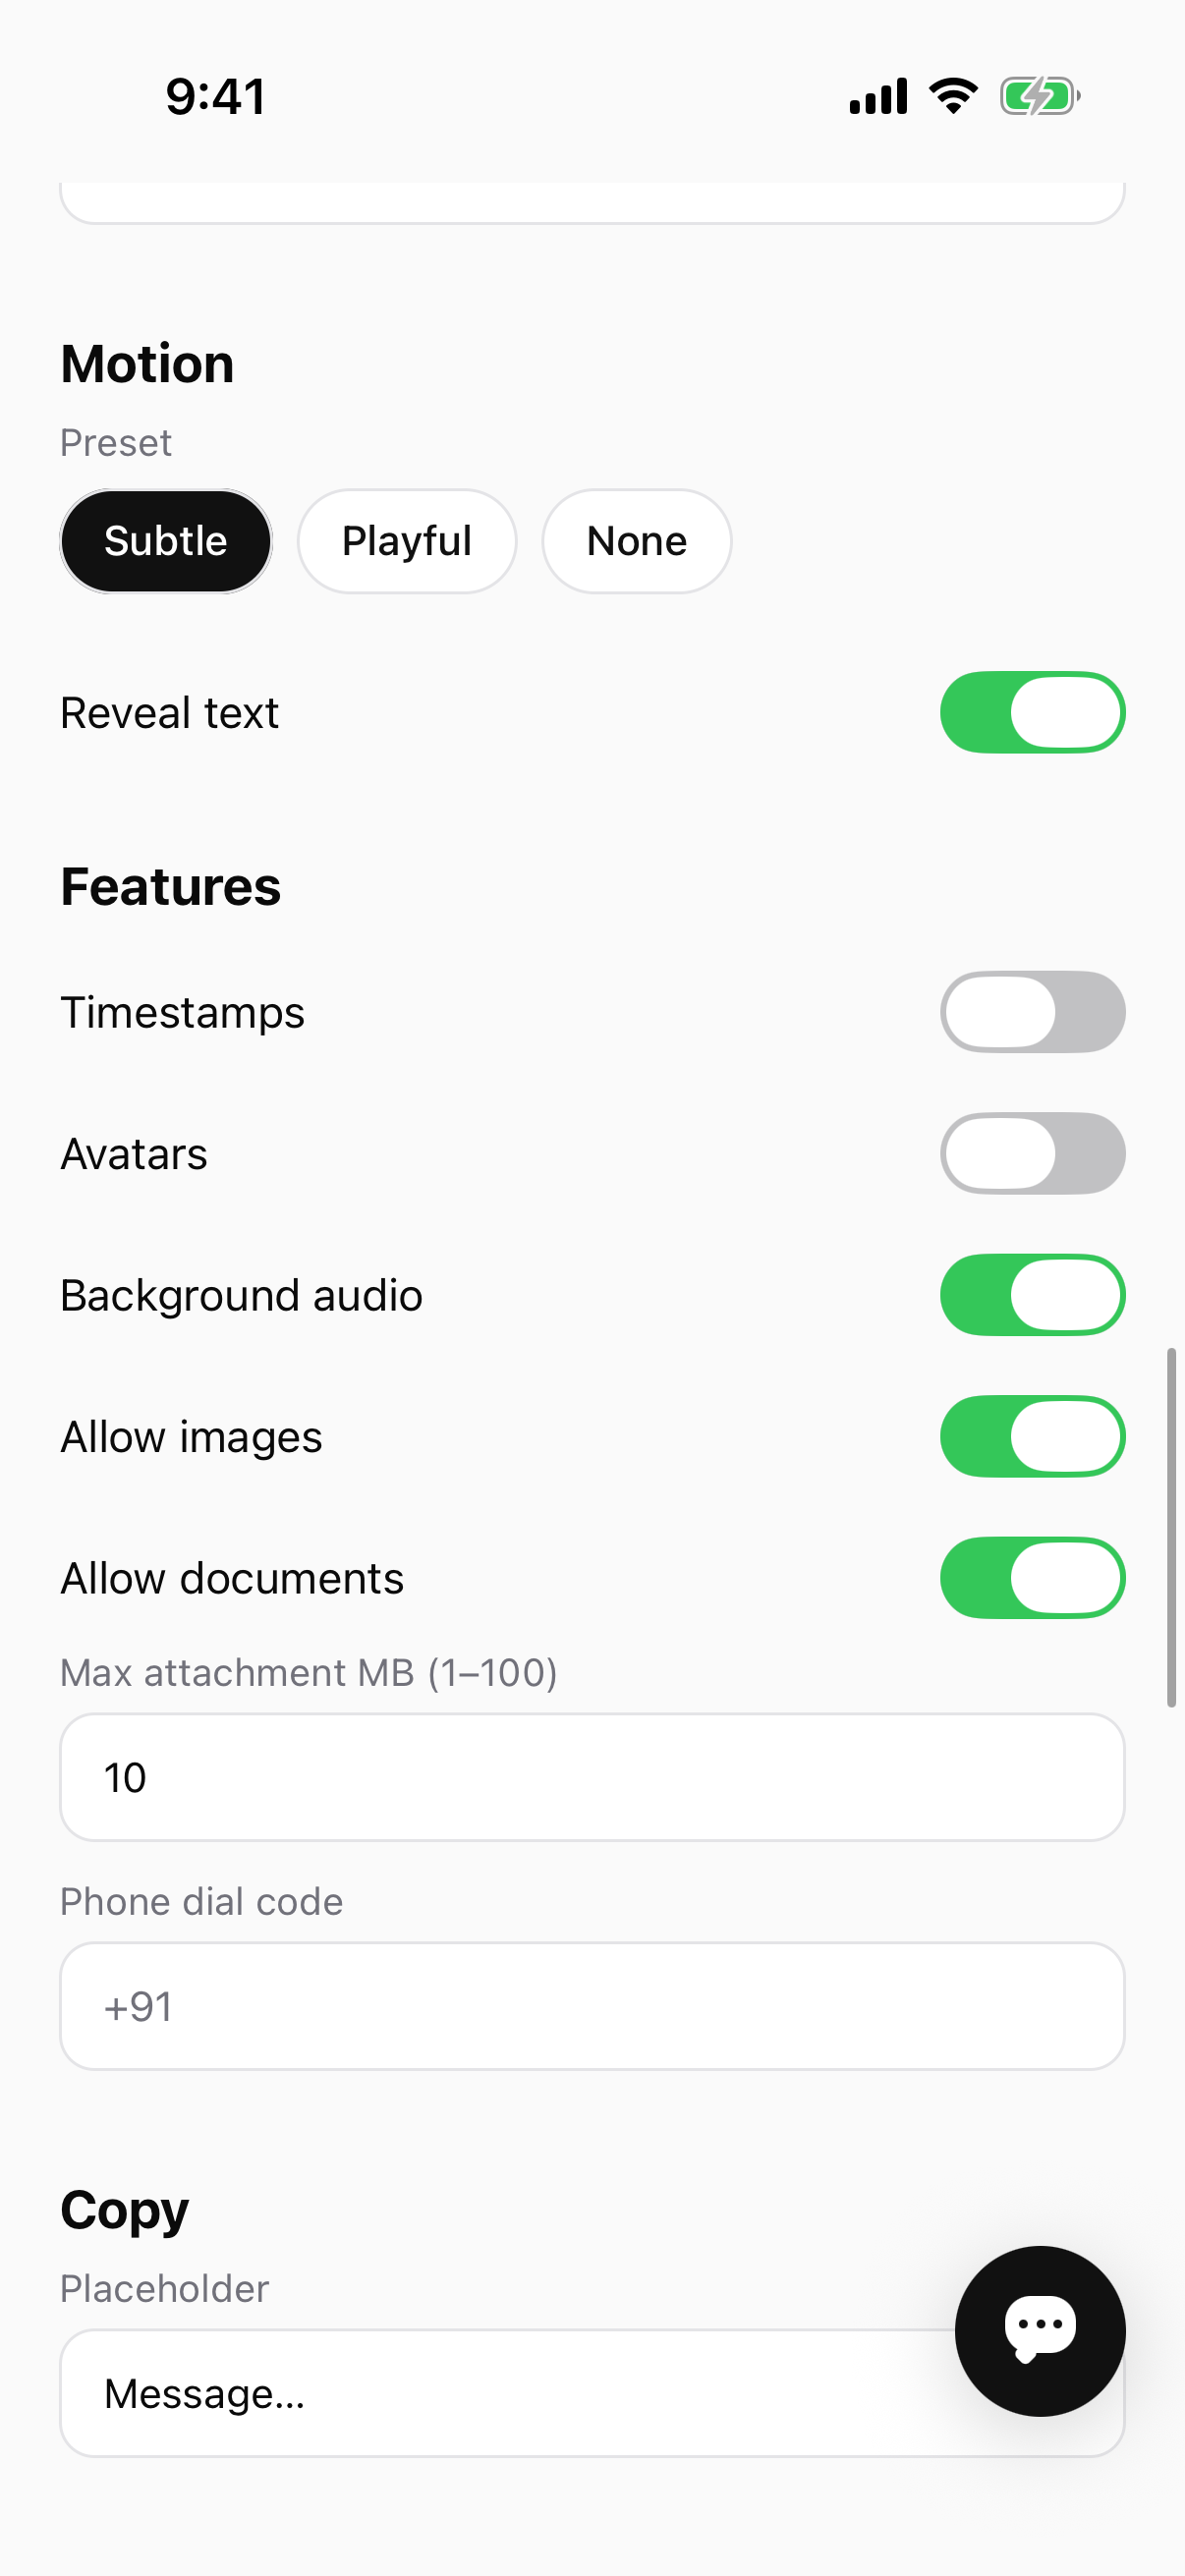 9:41
Motion
Preset
Subtle Playful None
Reveal text
Features
Timestamps
Avatars
Background audio
Allow images
Allow documents
Max attachment MB (1–100)
10
Phone dial code
+91
Copy
Placeholder
Message...